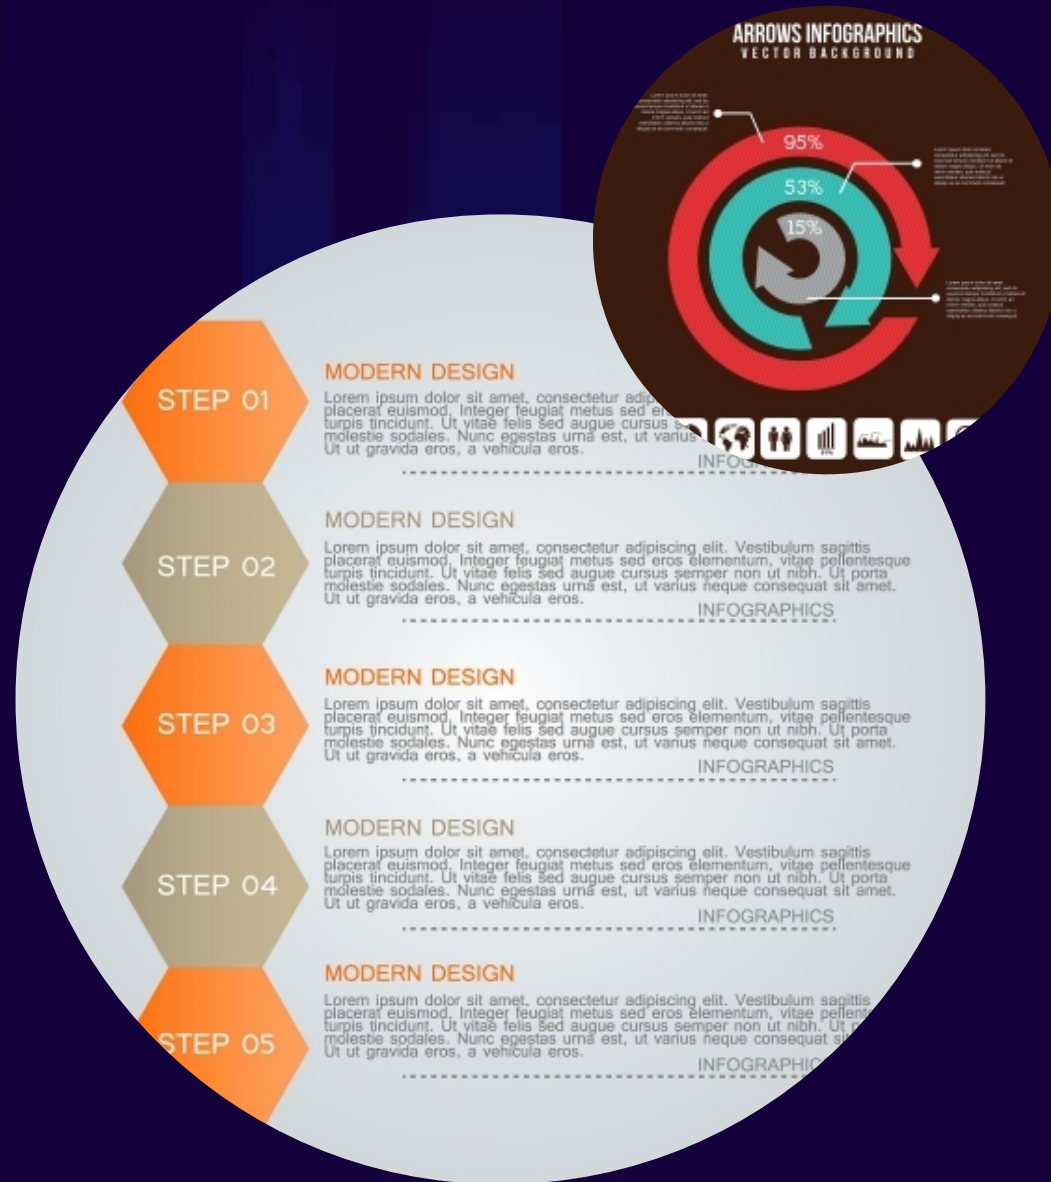 ARROWS INFOGRAPHICS
VECTOR BACKGROUND
95%
53%
15%
STEP 01
MODERN DESIGN
Lorem ipsum dolor sit amet, consectetur
placerat euismod. Integer feugiat metus sed
turpis tincidunt. Ut vitae felis sed augue cursus
molestie sodales. Nunc egestas urna est, ut varius
Ut ut gravida eros, a vehicula eros.
STEP 02
MODERN DESIGN
Lorem ipsum dolor sit amet, consectetur adipiscing elit. Vestibulum sagittis
placerat euismod. Integer feugiat metus sed eros elementum, vitae pellentesque
turpis tincidunt. Ut vitae felis sed augue cursus semper non ut nibh. Ut porta
molestie sodales. Nunc egestas urna est, ut varius neque consequat sit amet.
Ut ut gravida eros, a vehicula eros.
INFOGRAPHICS
STEP 03
MODERN DESIGN
Lorem ipsum dolor sit amet, consectetur adipiscing elit. Vestibulum sagittis
placerat euismod. Integer feugiat metus sed eros elementum, vitae pellentesque
turpis tincidunt. Ut vitae felis sed augue cursus semper non ut nibh. Ut porta
molestie sodales. Nunc egestas urna est, ut varius neque consequat sit amet.
Ut ut gravida eros, a vehicula eros.
INFOGRAPHICS
STEP 04
MODERN DESIGN
Lorem ipsum dolor sit amet, consectetur adipiscing elit. Vestibulum sagittis
placerat euismod. Integer feugiat metus sed eros elementum, vitae pellentesque
turpis tincidunt. Ut vitae felis sed augue cursus semper non ut nibh. Ut porta
molestie sodales. Nunc egestas urna est, ut varius neque consequat sit amet.
Ut ut gravida eros, a vehicula eros.
INFOGRAPHICS
STEP 05
MODERN DESIGN
Lorem ipsum dolor sit amet, consectetur adipiscing elit. Vestibulum sagittis
placerat euismod. Integer feugiat metus sed eros elementum, vitae
turpis tincidunt. Ut vitae felis sed augue cursus semper non ut nibh. Ut
molestie sodales. Nunc egestas urna est, ut varius neque consequat
Ut ut gravida eros, a vehicula eros.